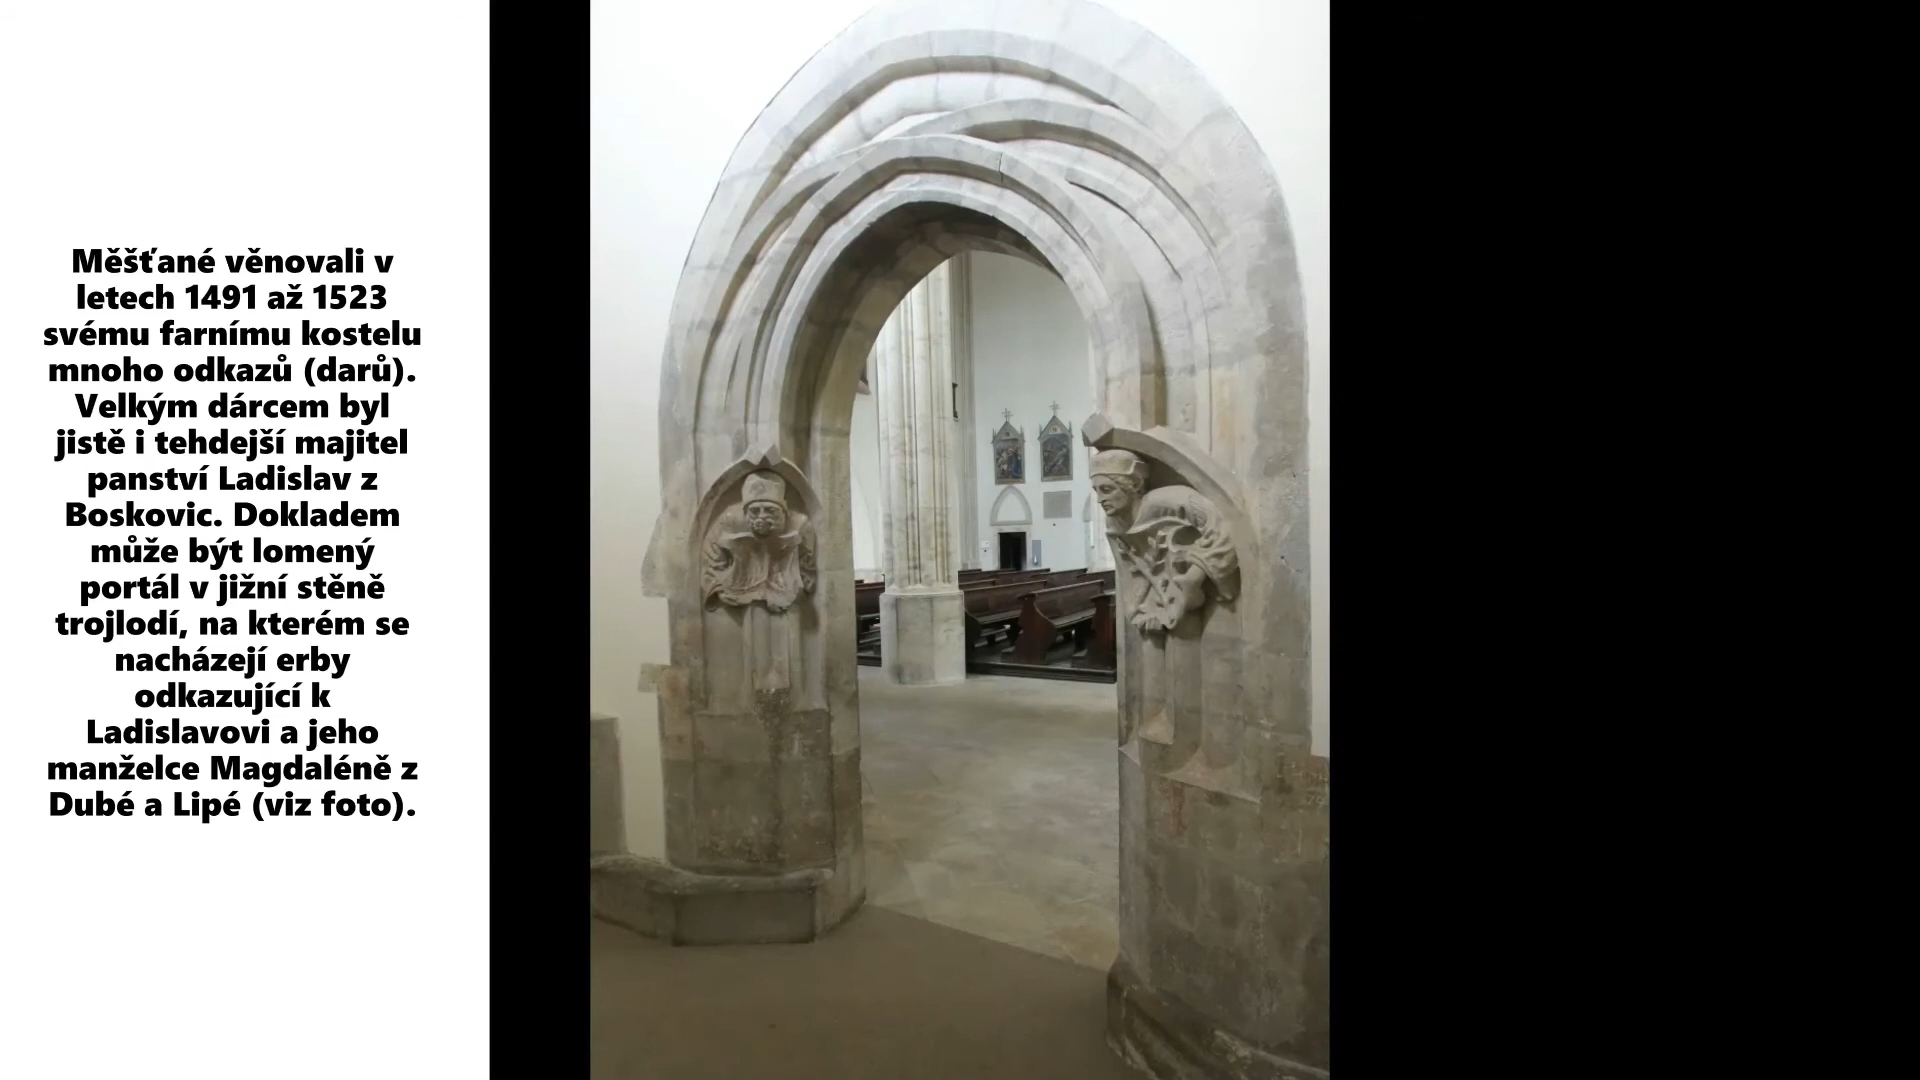 Měšťané věnovali v
letech 1491 až 1523
svému farnímu kostelu
mnoho odkazů (darů).
Velkým dárcem byl
jistě i tehdejší majitel
panství Ladislav z
Boskovic. Dokladem
může být lomený
portál v jižní stěně
trojlodí, na kterém se
nacházejí erby
odkazující k
Ladislavovi a jeho
manželce Magdaléně z
Dubé a Lipé (viz foto).